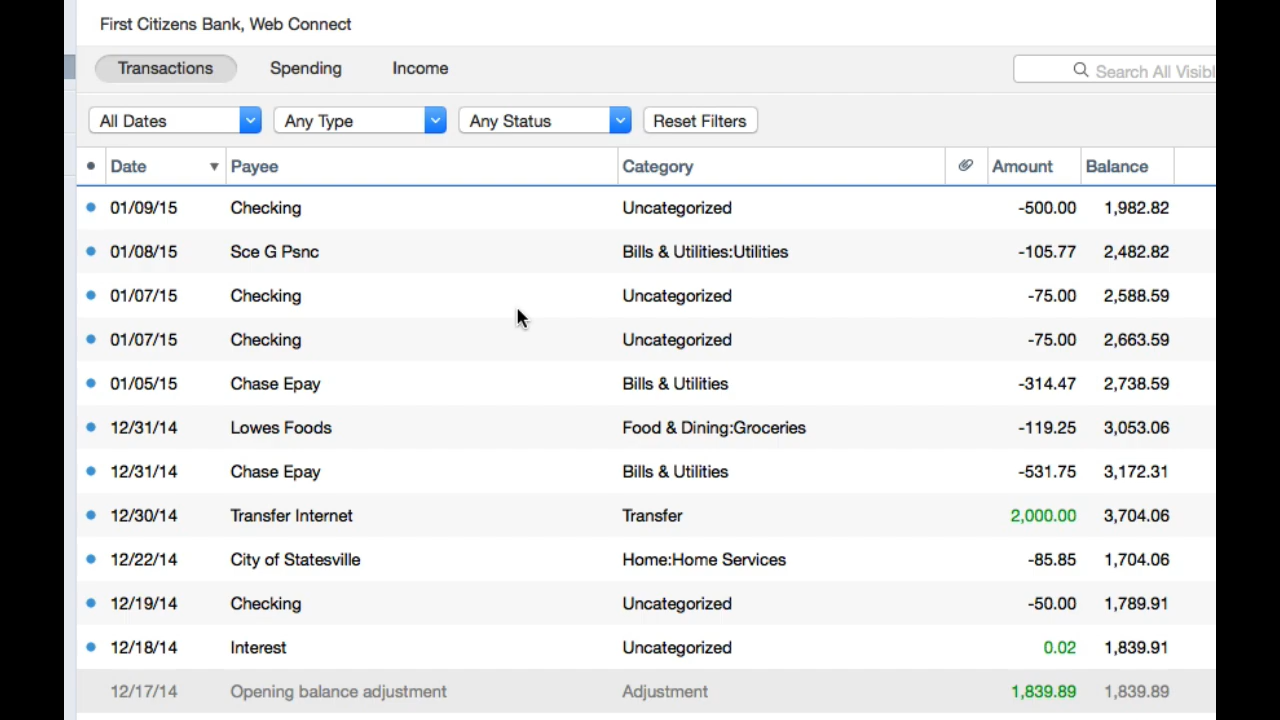 First Citizens Bank, Web Connect
Transactions Spending Income Search All Visibl
All Dates Any Type Any Status Reset Filters
Date Payee Category Amount Balance
01/09/15 Checking Uncategorized -500.00 1,982.82
01/08/15 Sce G Psnc Bills & Utilities:Utilities -105.77 2,482.82
01/07/15 Checking Uncategorized -75.00 2,588.59
01/07/15 Checking Uncategorized -75.00 2,663.59
01/05/15 Chase Epay Bills & Utilities -314.47 2,738.59
12/31/14 Lowes Foods Food & Dining:Groceries -119.25 3,053.06
12/31/14 Chase Epay Bills & Utilities -531.75 3,172.31
12/30/14 Transfer Internet Transfer 2,000.00 3,704.06
12/22/14 City of Statesville Home:Home Services -85.85 1,704.06
12/19/14 Checking Uncategorized -50.00 1,789.91
12/18/14 Interest Uncategorized 0.02 1,839.91
12/17/14 Opening balance adjustment Adjustment 1,839.89 1,839.89